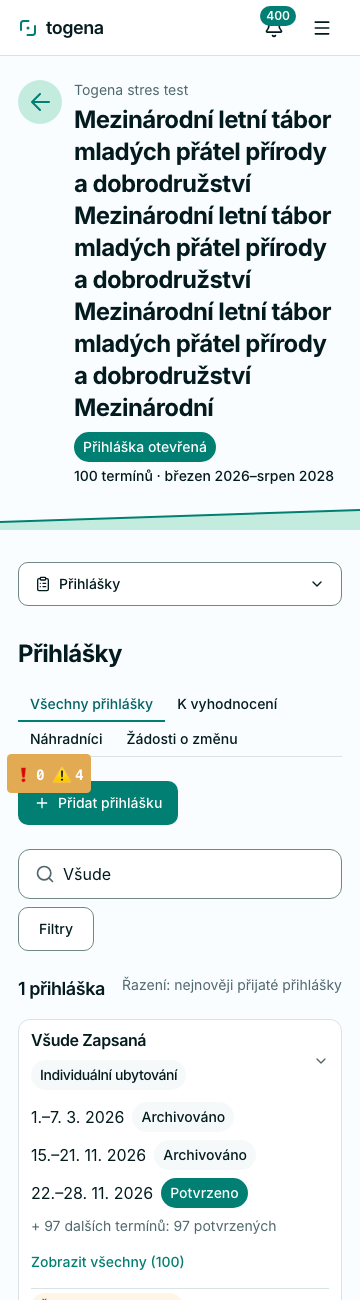 togena
400
Togena stres test
Mezinárodní letní tábor
mladých přátel přírody
a dobrodružství
Mezinárodní letní tábor
mladých přátel přírody
a dobrodružství
Mezinárodní letní tábor
mladých přátel přírody
a dobrodružství
Mezinárodní
Přihláška otevřená
100 termínů · březen 2026–srpen 2028
Přihlášky
Přihlášky
Všechny přihlášky K vyhodnocení
Náhradníci Žádosti o změnu
❗ 0 ⚠️ 4
+ Přidat přihlášku
Všude
Filtry
1 přihláška Řazení: nejnověji přijaté přihlášky
Všude Zapsaná
Individuální ubytování
1.–7. 3. 2026 Archivováno
15.–21. 11. 2026 Archivováno
22.–28. 11. 2026 Potvrzeno
+ 97 dalších termínů: 97 potvrzených
Zobrazit všechny (100)